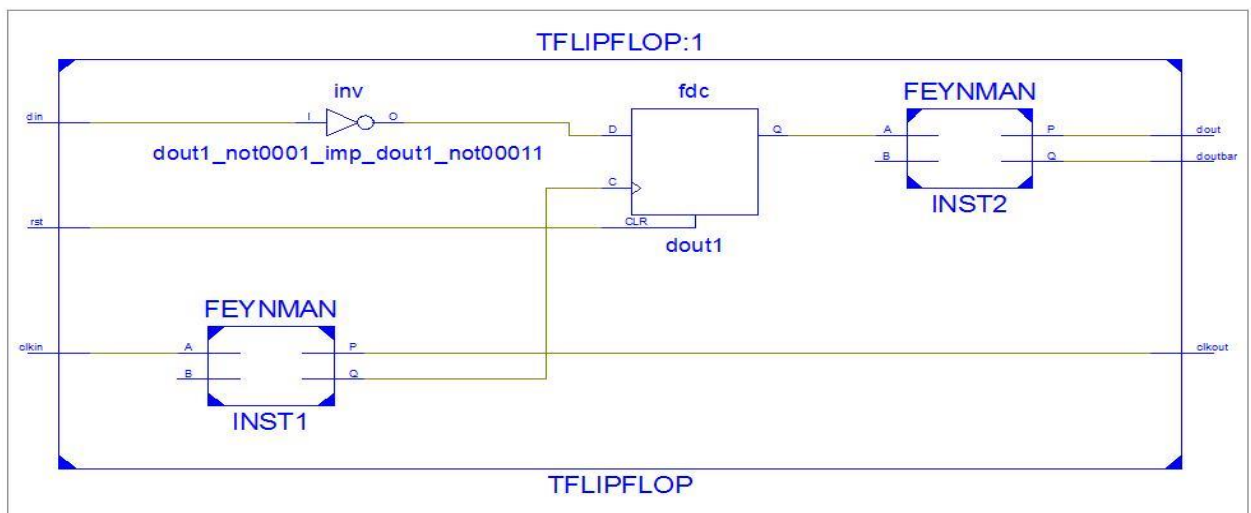 TFLIPFLOP:1
inv
fdc
FEYNMAN
din
I
O
D
Q
A
P
dout
dout1_not0001_imp_dout1_not00011
B
Q
doutbar
C
INST2
rst
CLR
dout1
FEYNMAN
clkin
A
P
clkout
B
Q
INST1
TFLIPFLOP